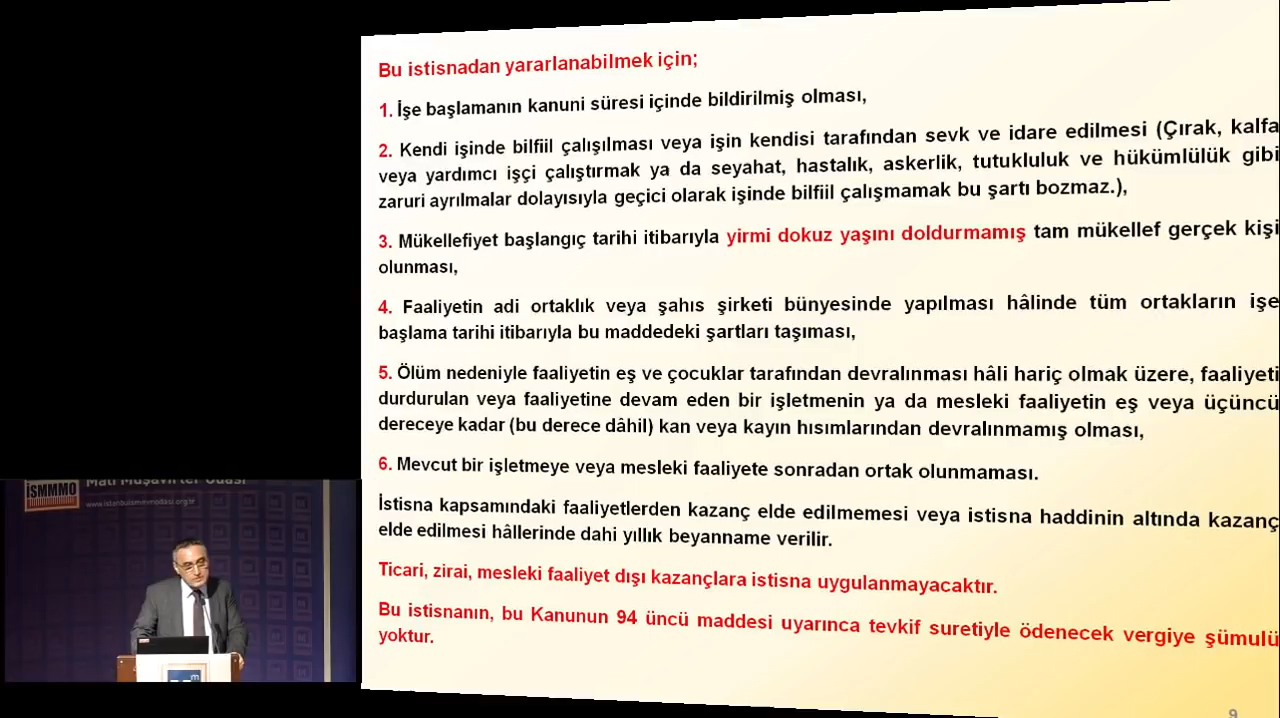 Bu istisnadan yararlanabilmek için;
1. İşe başlamanın kanuni süresi içinde bildirilmiş olması,
2. Kendi işinde bilfiil çalışılması veya işin kendisi tarafından sevk ve idare edilmesi (Çırak, kalfa
veya yardımcı işçi çalıştırmak ya da seyahat, hastalık, askerlik, tutukluluk ve hükümlülük gibi
zaruri ayrılmalar dolayısıyla geçici olarak işinde bilfiil çalışmamak bu şartı bozmaz.),
3. Mükellefiyet başlangıç tarihi itibarıyla yirmi dokuz yaşını doldurmamış tam mükellef gerçek kişi
olunması,
4. Faaliyetin adi ortaklık veya şahıs şirketi bünyesinde yapılması hâlinde tüm ortakların işe
başlama tarihi itibarıyla bu maddedeki şartları taşıması,
5. Ölüm nedeniyle faaliyetin eş ve çocuklar tarafından devralınması hâli hariç olmak üzere, faaliyeti
durdurulan veya faaliyetine devam eden bir işletmenin ya da mesleki faaliyetin eş veya üçüncü
dereceye kadar (bu derece dâhil) kan veya kayın hısımlarından devralınmamış olması,
6. Mevcut bir işletmeye veya mesleki faaliyete sonradan ortak olunmaması.
İstisna kapsamındaki faaliyetlerden kazanç elde edilmemesi veya istisna haddinin altında kazanç
elde edilmesi hâllerinde dahi yıllık beyanname verilir.
Ticari, zirai, mesleki faaliyet dışı kazançlara istisna uygulanmayacaktır.
Bu istisnanın, bu Kanunun 94 üncü maddesi uyarınca tevkif suretiyle ödenecek vergiye şümulü
yoktur.
9
İSMMMO
Mali Müşavirler Odası
www.istanbulsmmmodasi.org.tr